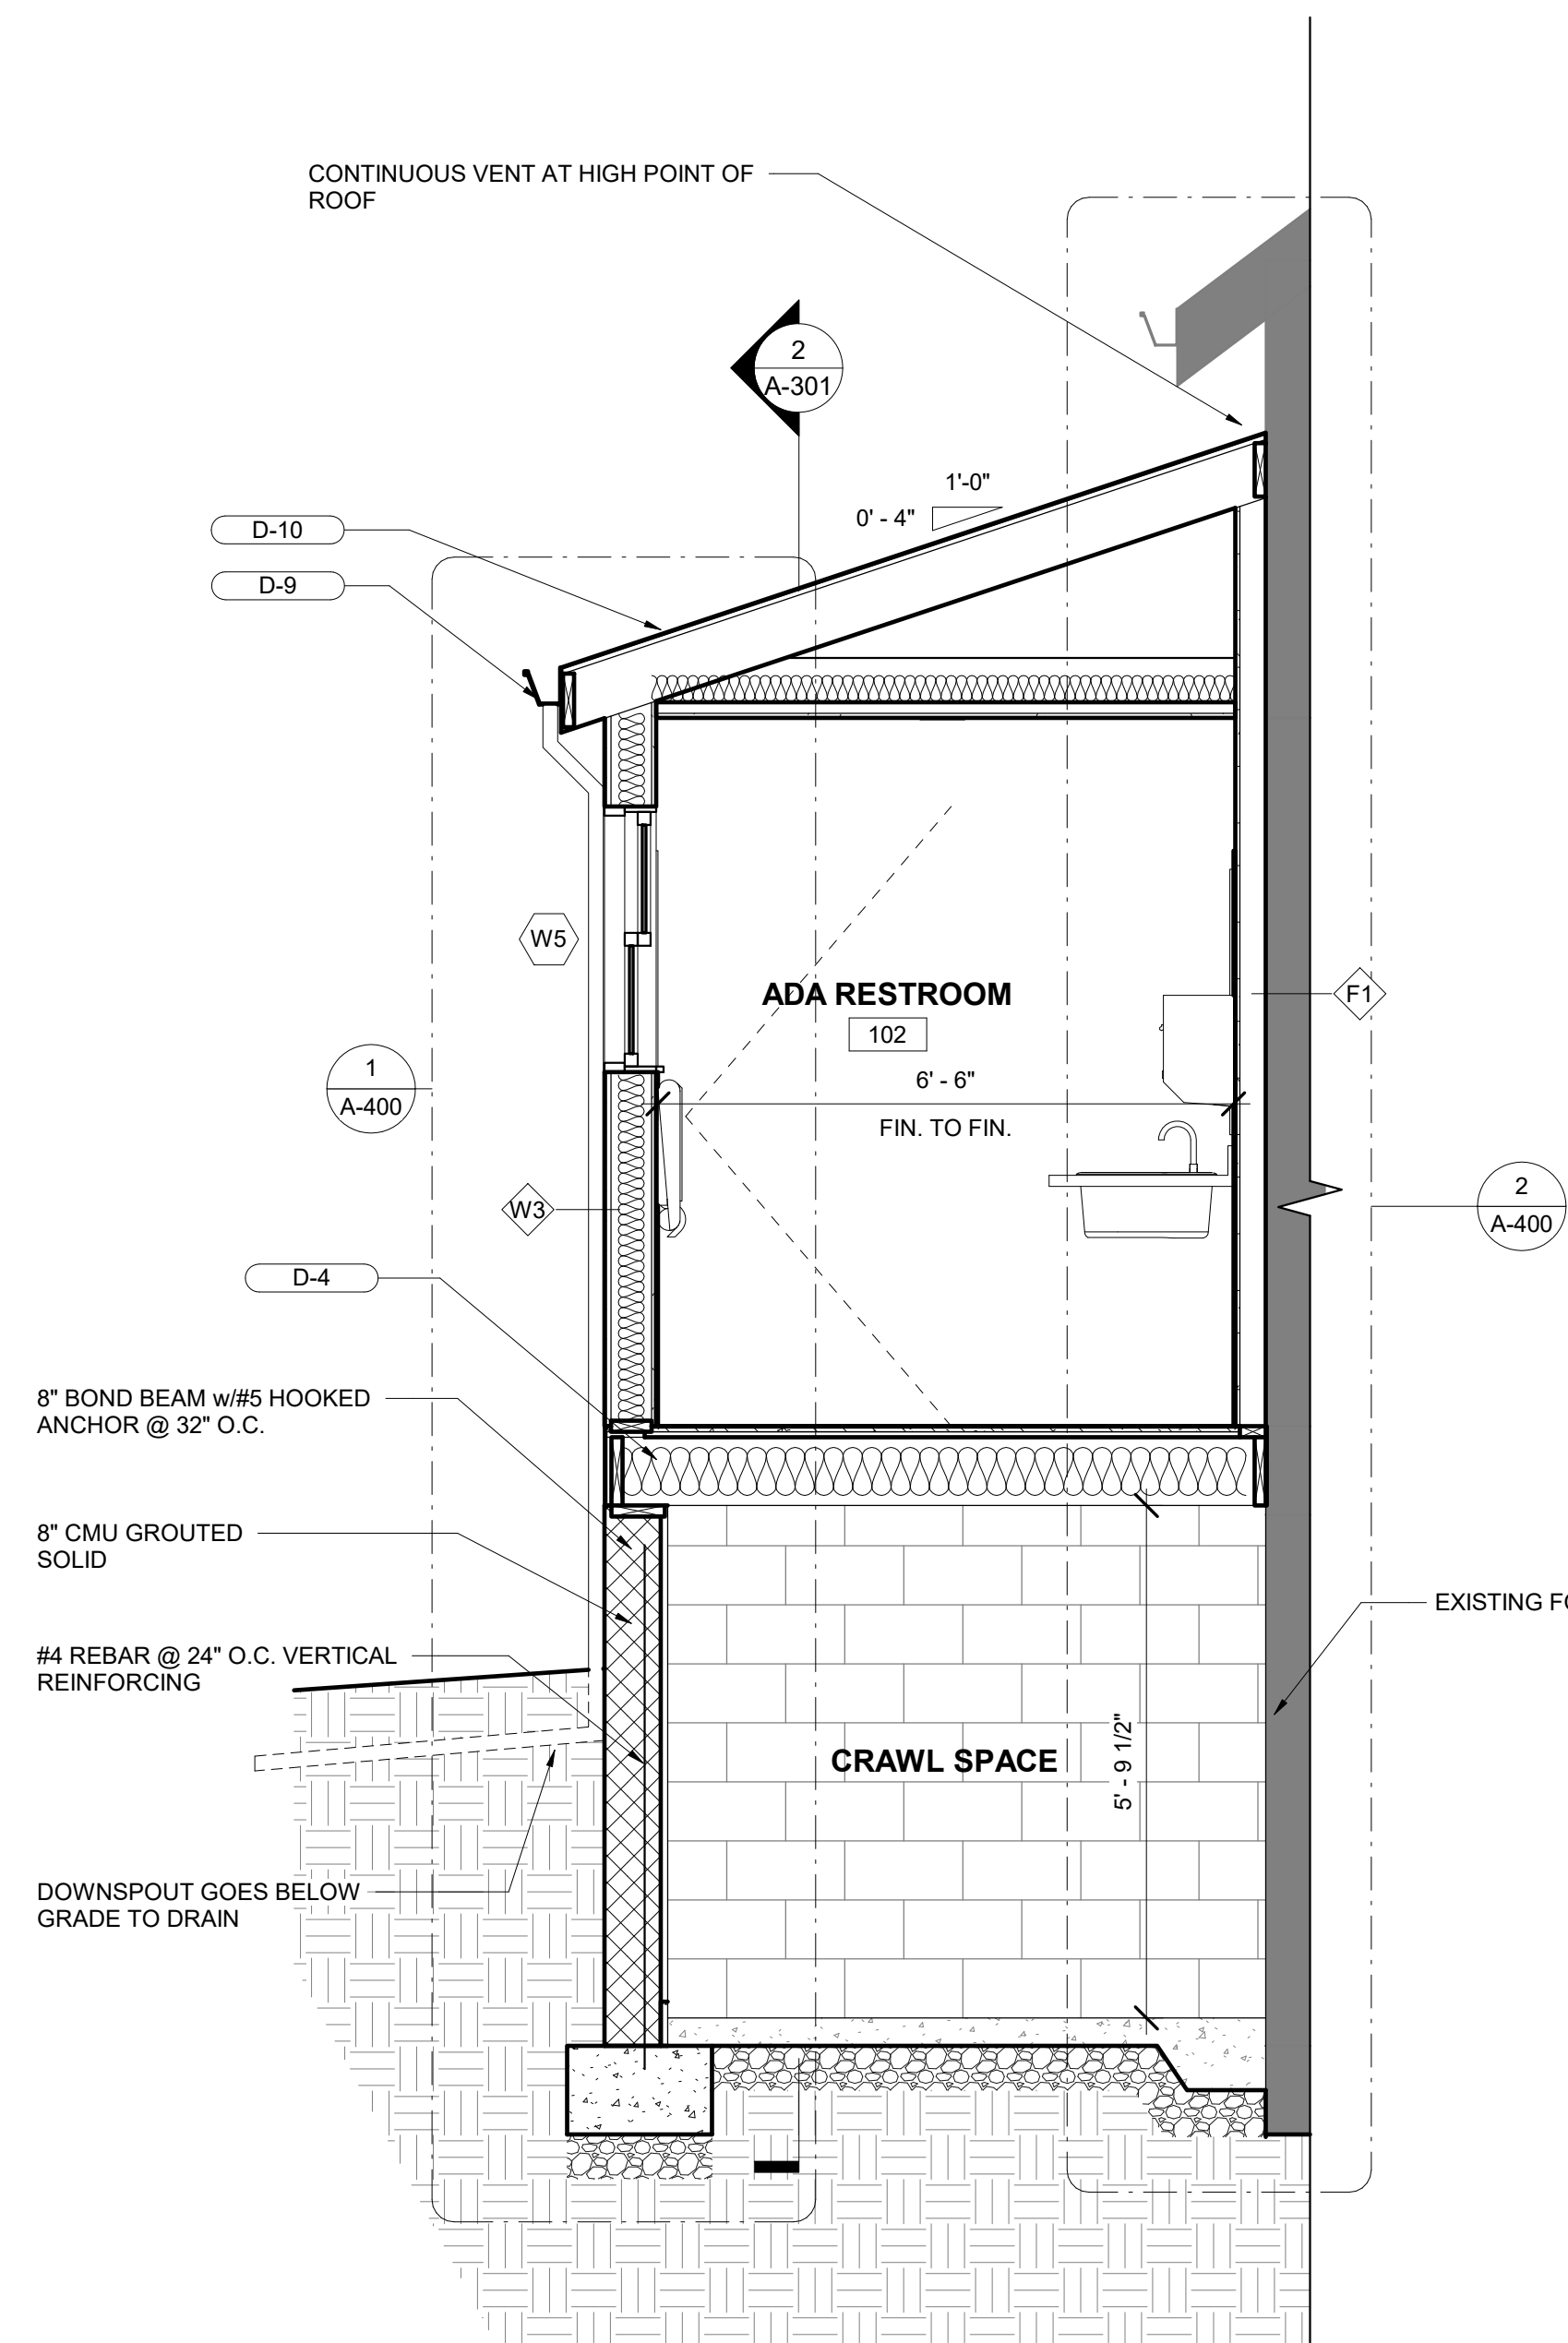 CONTINUOUS VENT AT HIGH POINT OF
ROOF
2
A-301
1'-0"
0' - 4"
D-10
D-9
W5
ADA RESTROOM
102
F1
1
A-400
6' - 6"
FIN. TO FIN.
2
A-400
W3
D-4
8" BOND BEAM w/#5 HOOKED
ANCHOR @ 32" O.C.
8" CMU GROUTED
SOLID
EXISTING
#4 REBAR @ 24" O.C. VERTICAL
REINFORCING
CRAWL SPACE
5' - 9 1/2"
DOWNSPOUT GOES BELOW
GRADE TO DRAIN